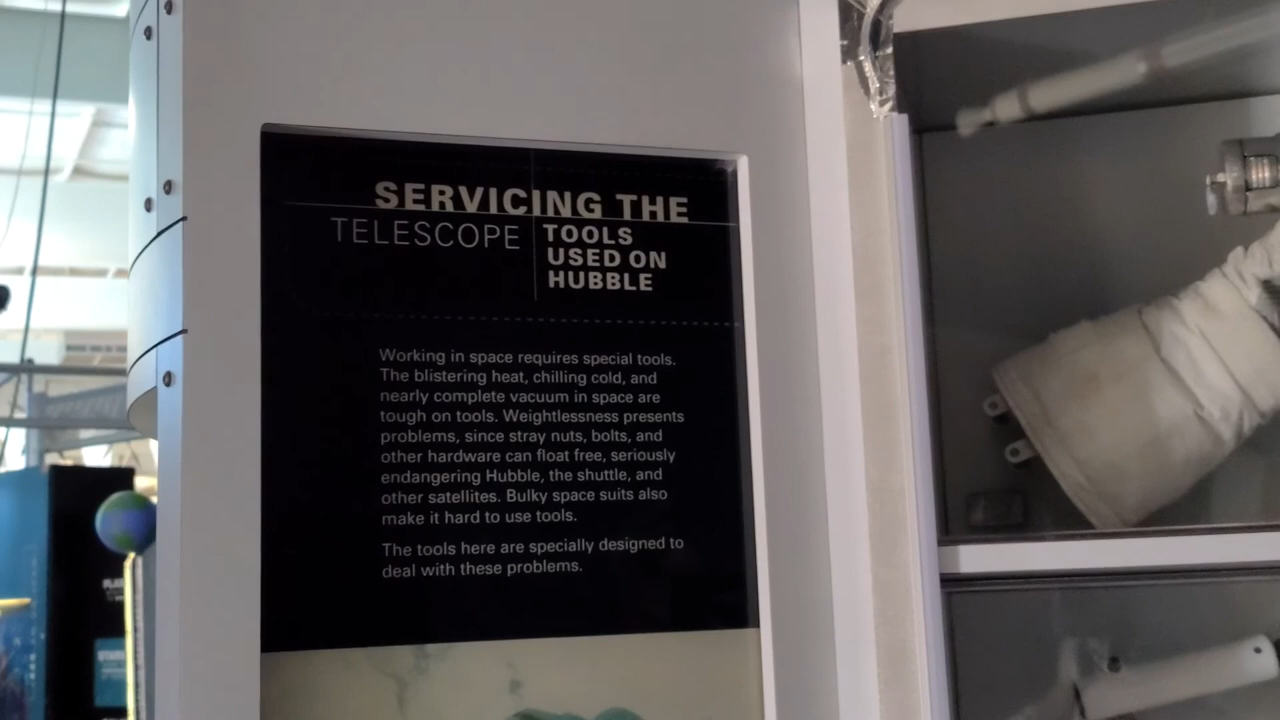 SERVICING THE
TELESCOPE
TOOLS
USED ON
HUBBLE
Working in space requires special tools.
The blistering heat, chilling cold, and
nearly complete vacuum in space are
tough on tools. Weightlessness presents
problems, since stray nuts, bolts, and
other hardware can float free, seriously
endangering Hubble, the shuttle, and
other satellites. Bulky space suits also
make it hard to use tools.
The tools here are specially designed to
deal with these problems.